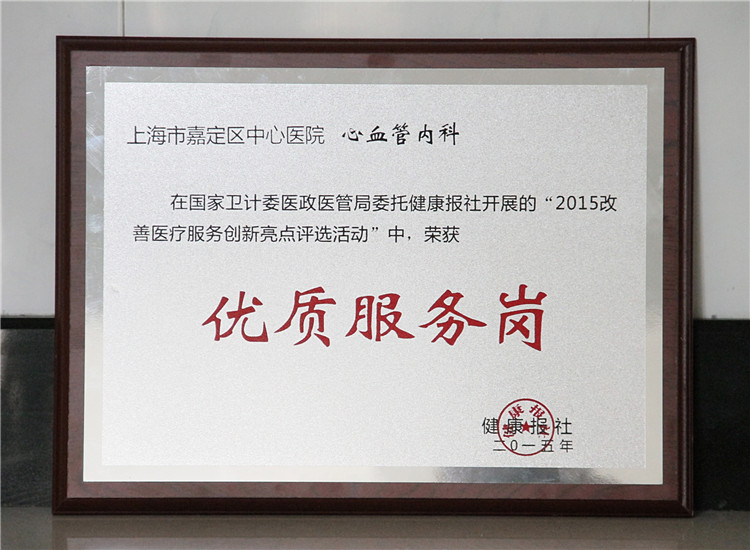 上海市嘉定区中心医院 心血管内科
在国家卫计委医政医管局委托健康报社开展的“2015改
善医疗服务创新亮点评选活动”中，荣获
优质服务岗
健康报社
二〇一五年